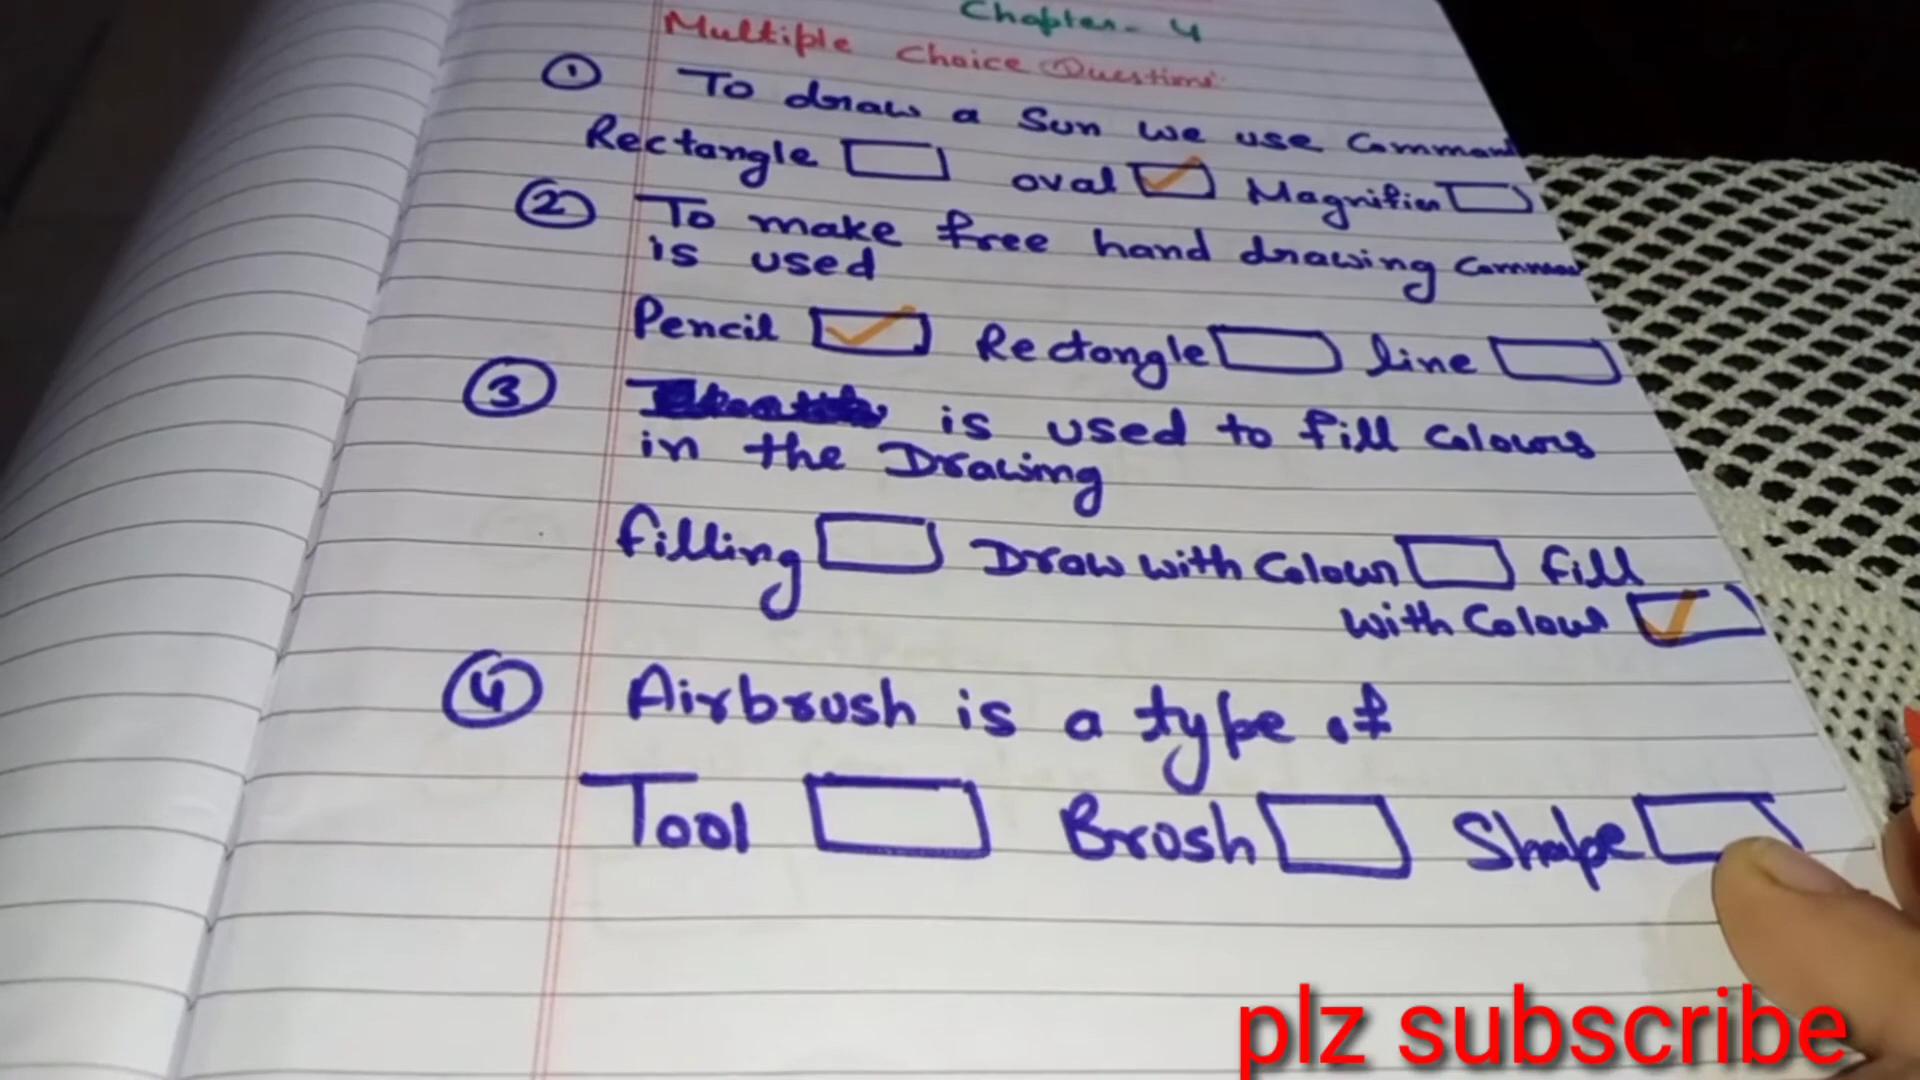 Chapter - 4
Multiple Choice Questions
① To draw a Sun we use Command
Rectangle oval Magnifier
② To make free hand drawing
is used
Pencil Rectangle line
③ is used to fill Colours
in the Drawing
filling Draw with Colour fill
with Colour
④ Airbrush is a type of
Tool Brush Shape
plz subscribe